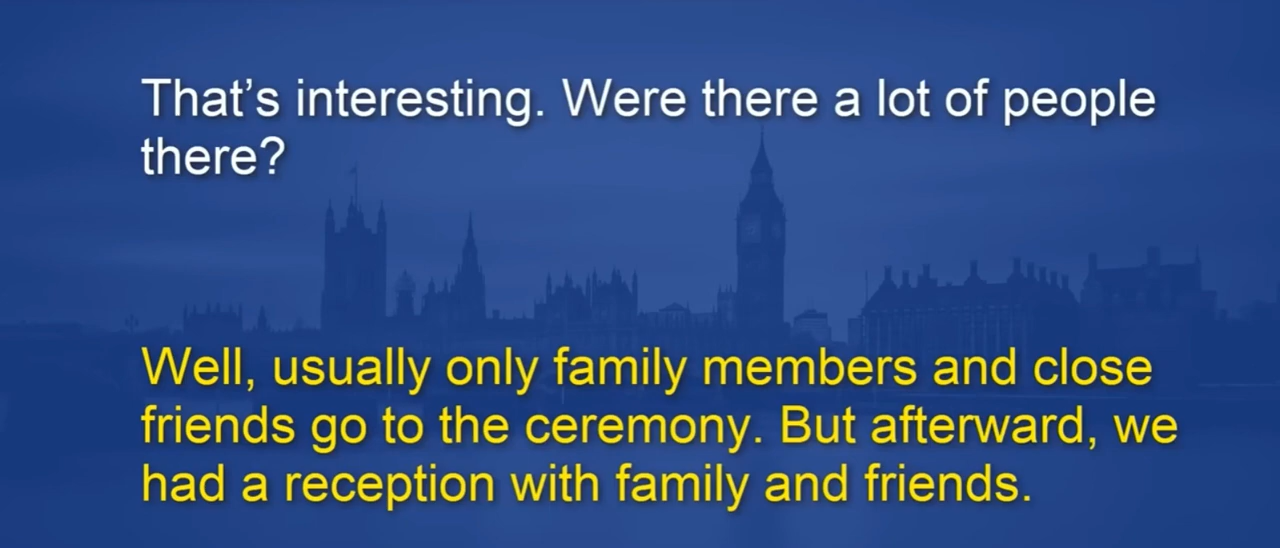 That’s interesting. Were there a lot of people
there?
Well, usually only family members and close
friends go to the ceremony. But afterward, we
had a reception with family and friends.